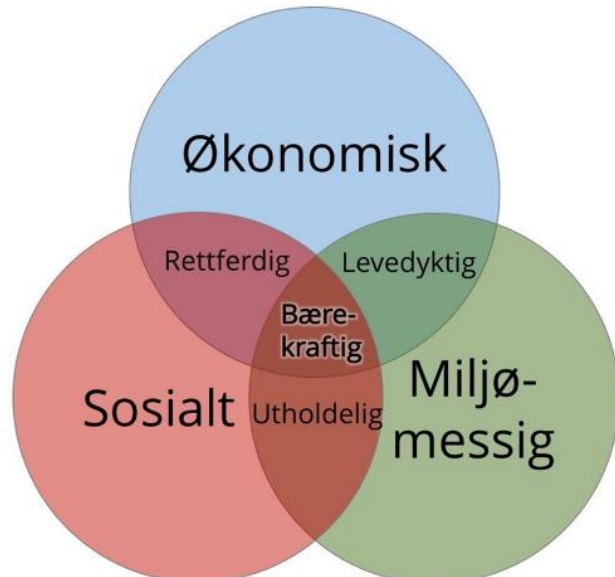 Økonomisk
Rettferdig
Levedyktig
Bære-
kraftig
Sosialt
Utholdelig
Miljø-
messig